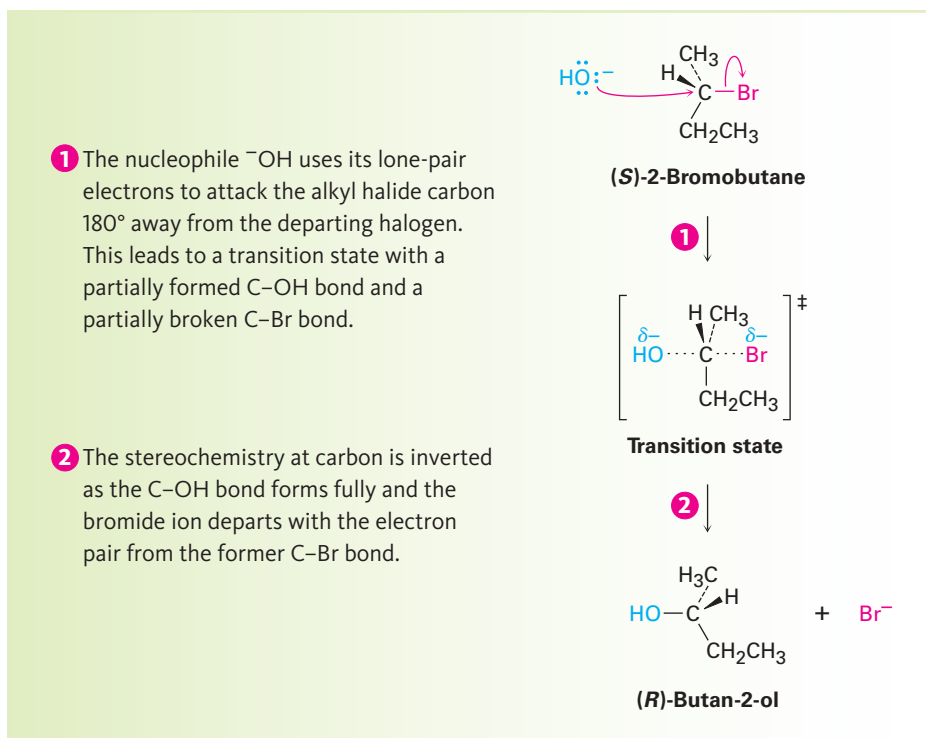 CH₃
HÖ:⁻
H
C
Br
CH₂CH₃
(S)-2-Bromobutane
1 The nucleophile ⁻OH uses its lone-pair
electrons to attack the alkyl halide carbon
180° away from the departing halogen.
This leads to a transition state with a
partially formed C–OH bond and a
partially broken C–Br bond.
1
‡
H CH₃
δ– δ–
HO C Br
CH₂CH₃
Transition state
2 The stereochemistry at carbon is inverted
as the C–OH bond forms fully and the
bromide ion departs with the electron
pair from the former C–Br bond.
2
H₃C
H
HO–C + Br⁻
CH₂CH₃
(R)-Butan-2-ol